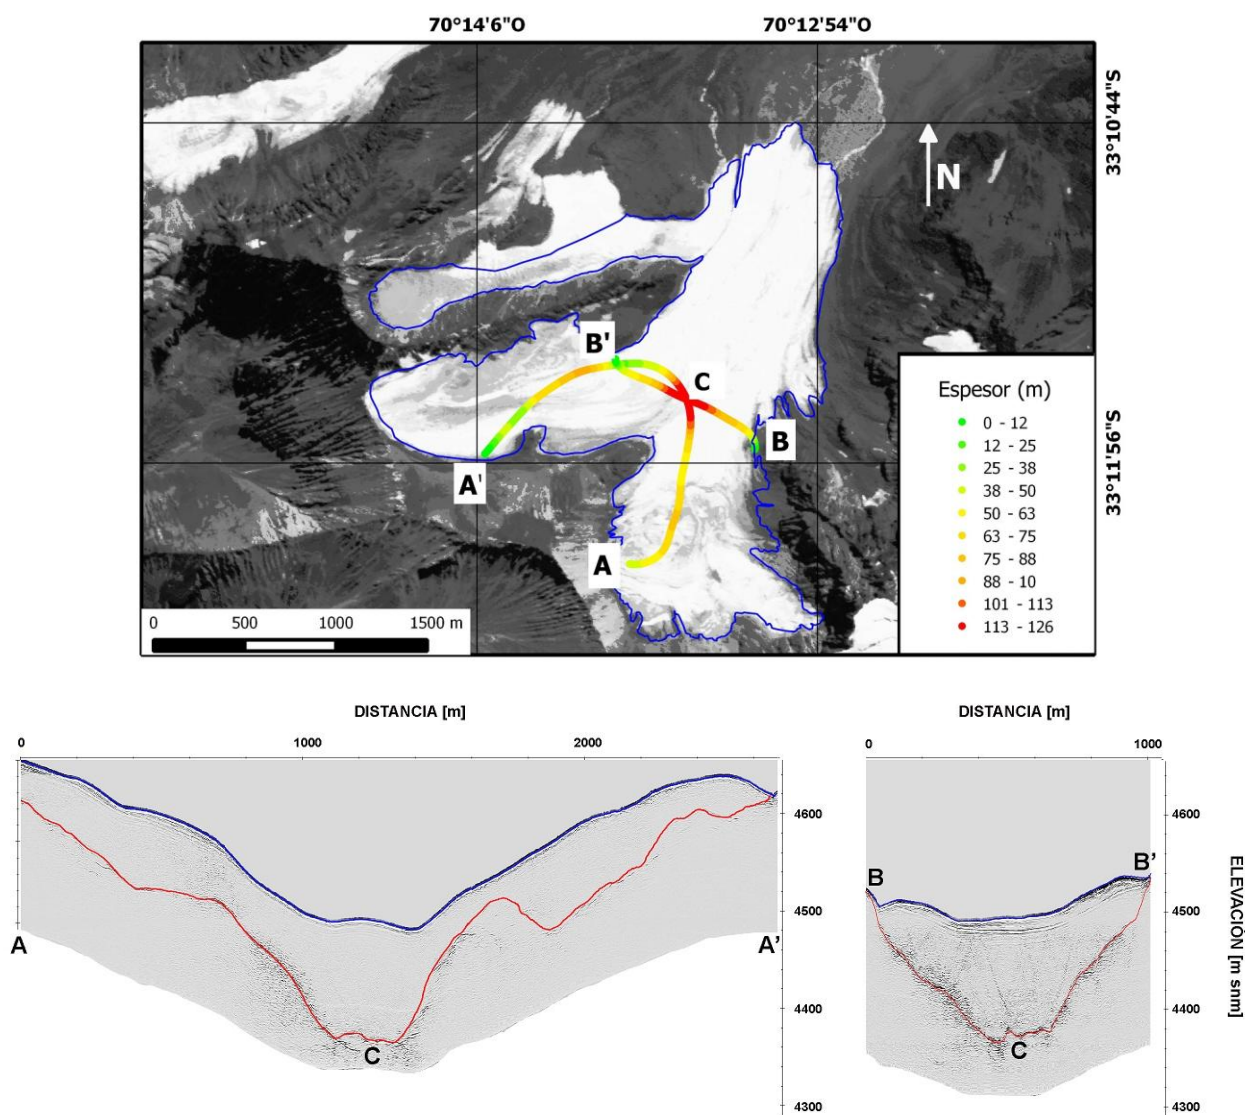 70°14'6"O 70°12'54"O
33°10'44"S
N
B'
C
B
A'
A
33°11'56"S
Espesor (m)
0 - 12
12 - 25
25 - 38
38 - 50
50 - 63
63 - 75
75 - 88
88 - 10
101 - 113
113 - 126
0 500 1000 1500 m
DISTANCIA [m]
0 1000 2000
4600
4500
4400
4300
A
A'
C
DISTANCIA [m]
0 1000
4600
4500
4400
4300
B
B'
C
ELEVACIÓN [m snm]